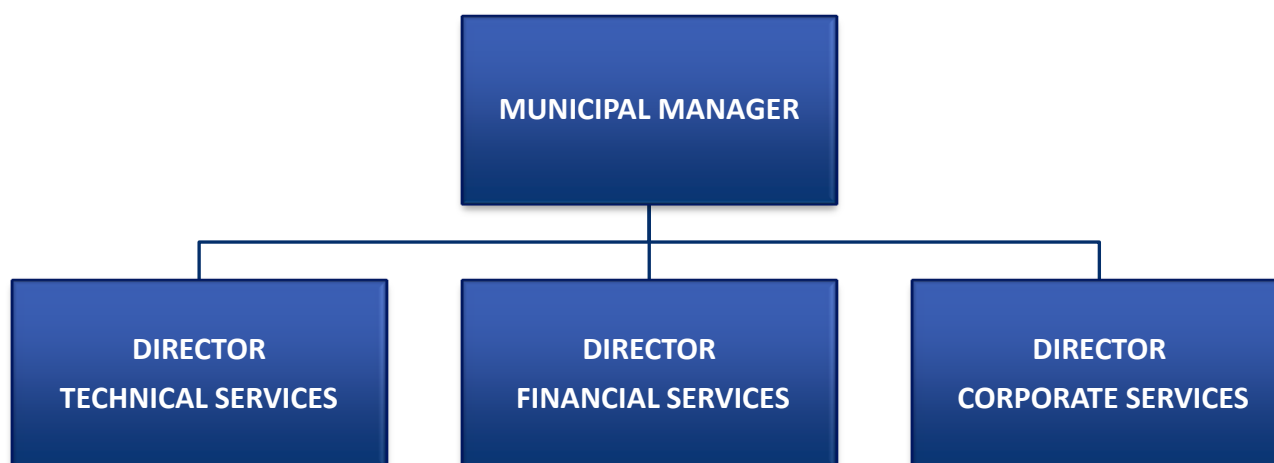 MUNICIPAL MANAGER
DIRECTOR
TECHNICAL SERVICES
DIRECTOR
FINANCIAL SERVICES
DIRECTOR
CORPORATE SERVICES